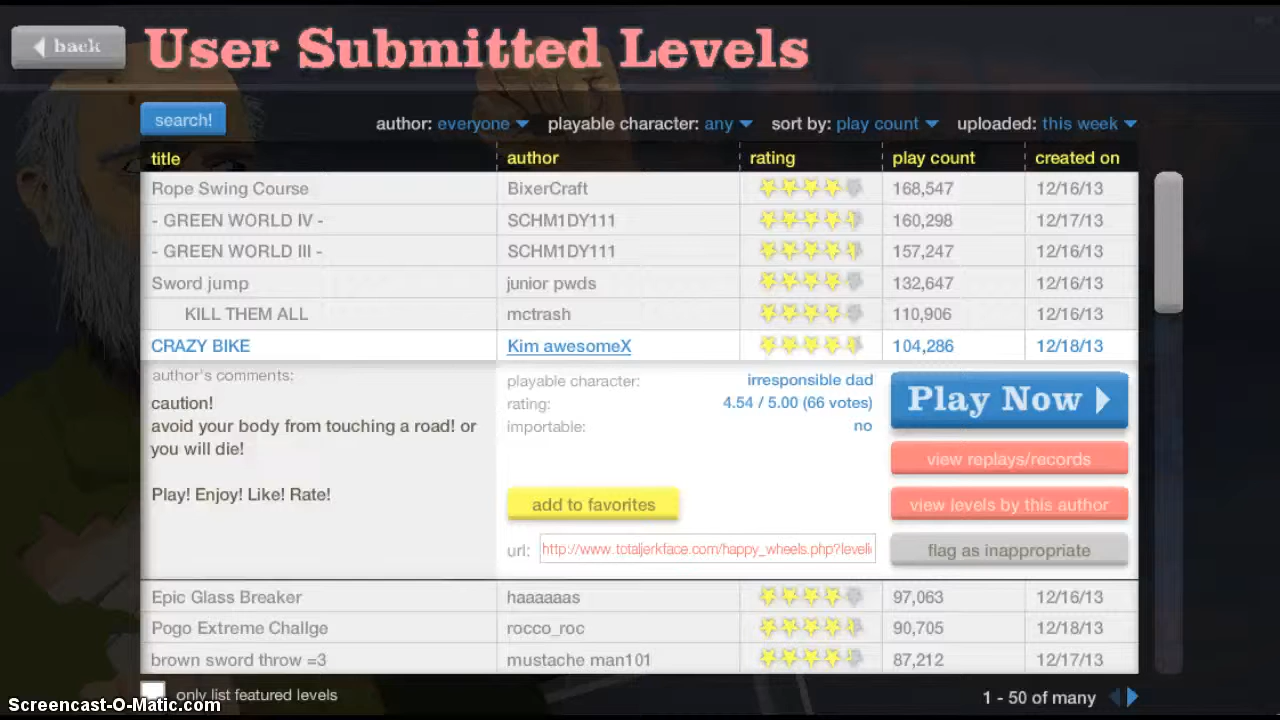 back
User Submitted Levels
search!
author: everyone playable character: any sort by: play count uploaded: this week
title author rating play count created on
Rope Swing Course BixerCraft 168,547 12/16/13
- GREEN WORLD IV - SCHM1DY111 160,298 12/17/13
- GREEN WORLD III - SCHM1DY111 157,247 12/16/13
Sword jump junior pwds 132,647 12/16/13
KILL THEM ALL mctrash 110,906 12/16/13
CRAZY BIKE Kim awesomeX 104,286 12/18/13
author's comments:
caution!
avoid your body from touching a road! or
you will die!
Play! Enjoy! Like! Rate!
playable character: irresponsible dad
rating: 4.54 / 5.00 (66 votes)
importable: no
add to favorites
url: http://www.totaljerkface.com/happy_wheels.php?levelid
Play Now
view replays/records
view levels by this author
flag as inappropriate
Epic Glass Breaker haaaaaas 97,063 12/16/13
Pogo Extreme Challge rocco_roc 90,705 12/18/13
brown sword throw =3 mustache man101 87,212 12/17/13
only list featured levels
1 - 50 of many
Screencast-O-Matic.com